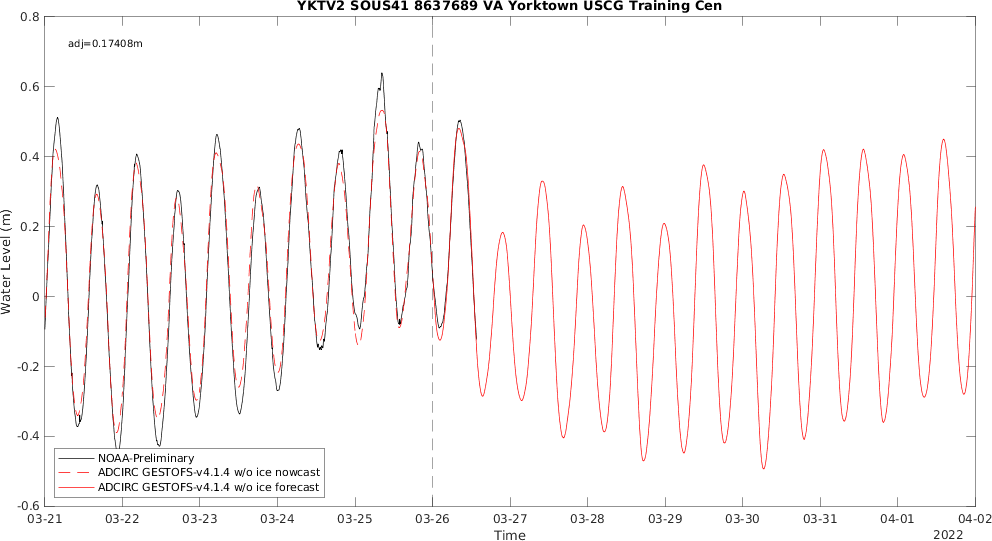 YKTV2 SOUS41 8637689 VA Yorktown USCG Training Cen
adj=0.17408m
0.8
0.6
0.4
0.2
0
-0.2
-0.4
-0.6
Water Level (m)
NOAA-Preliminary
ADCIRC GESTOFS-v4.1.4 w/o ice nowcast
ADCIRC GESTOFS-v4.1.4 w/o ice forecast
03-21 03-22 03-23 03-24 03-25 03-26 03-27 03-28 03-29 03-30 03-31 04-01 04-02
Time
2022